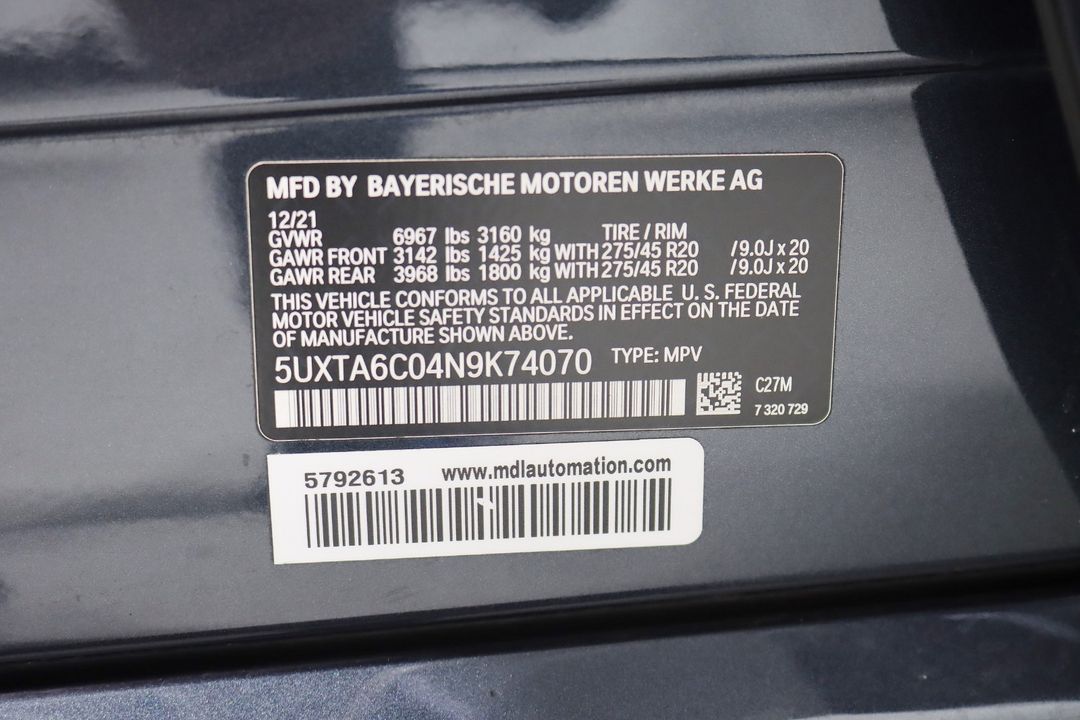 MFD BY BAYERISCHE MOTOREN WERKE AG
12/21
GVWR 6967 lbs 3160 kg TIRE / RIM
GAWR FRONT 3142 lbs 1425 kg WITH 275/45 R20 / 9.0J x 20
GAWR REAR 3968 lbs 1800 kg WITH 275/45 R20 / 9.0J x 20
THIS VEHICLE CONFORMS TO ALL APPLICABLE U. S. FEDERAL
MOTOR VEHICLE SAFETY STANDARDS IN EFFECT ON THE DATE
OF MANUFACTURE SHOWN ABOVE.
5UXTA6C04N9K74070 TYPE: MPV
C27M
7 320 729
5792613 www.mdlautomation.com